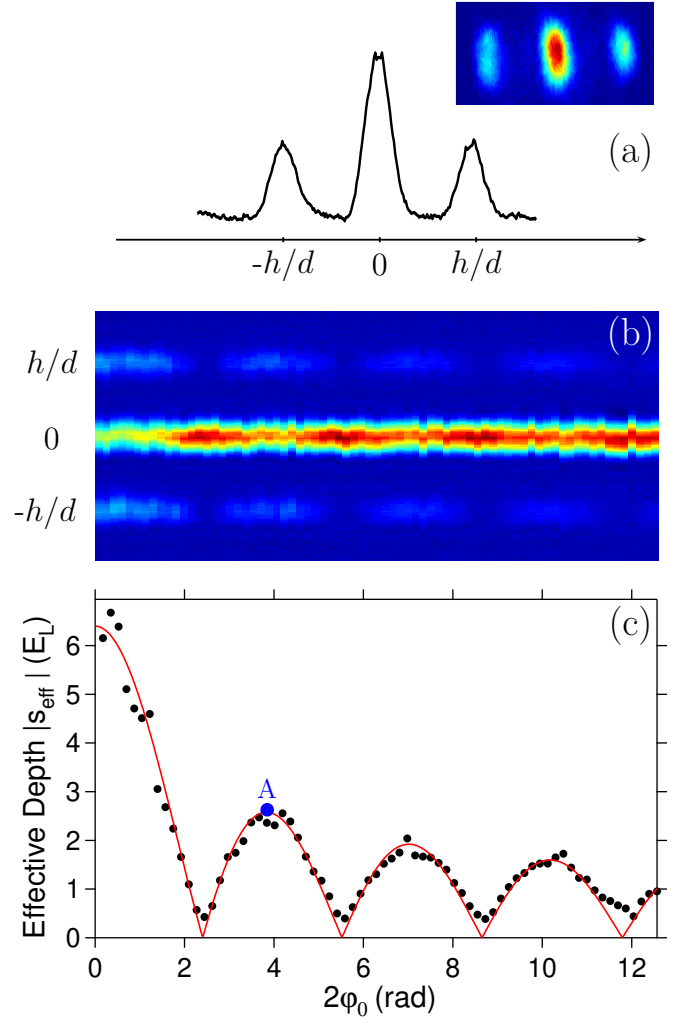 (a)
-h/d 0 h/d
(b)
h/d
0
-h/d
(c)
Effective Depth |s_eff| (E_L)
6
5
4
3
2
1
0
A
0 2 4 6 8 10 12
2φ₀ (rad)